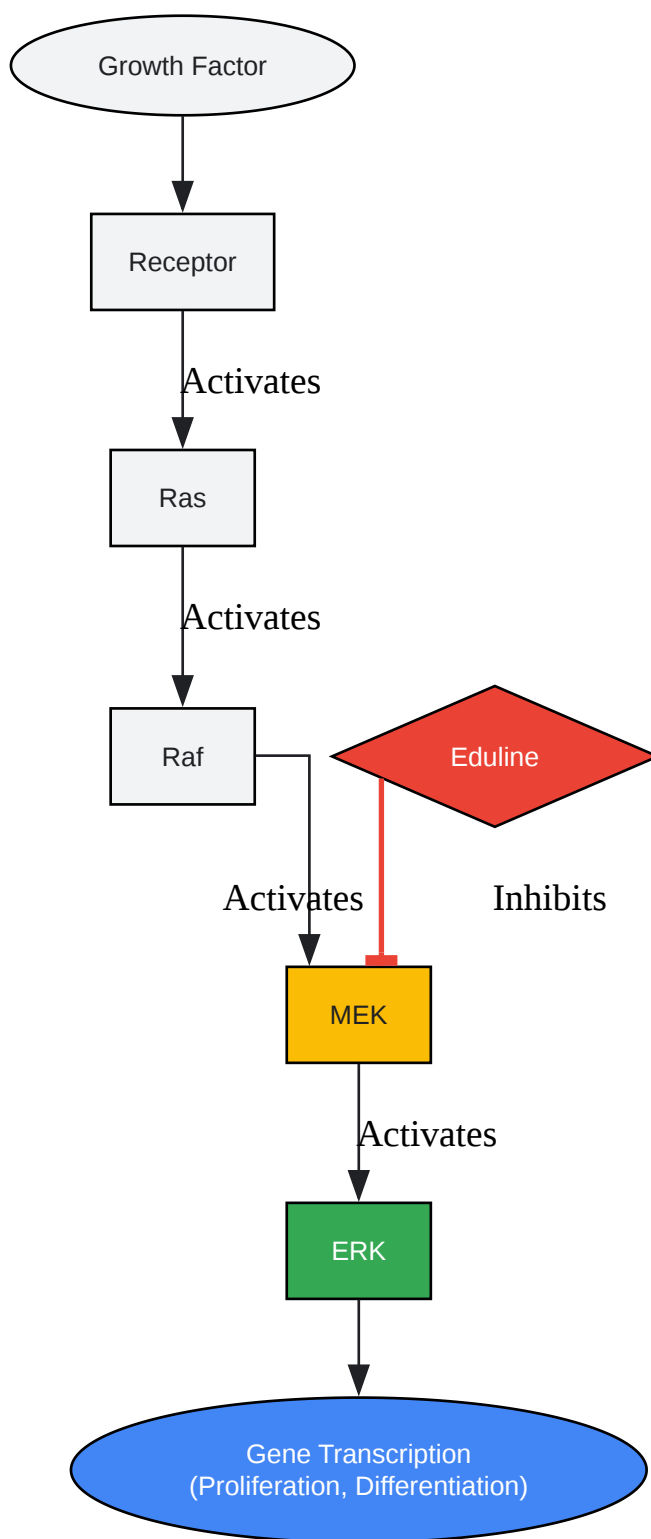 Growth Factor
Receptor
Activates
Ras
Activates
Raf
Eduline
Activates
Inhibits
MEK
Activates
ERK
Gene Transcription
(Proliferation, Differentiation)